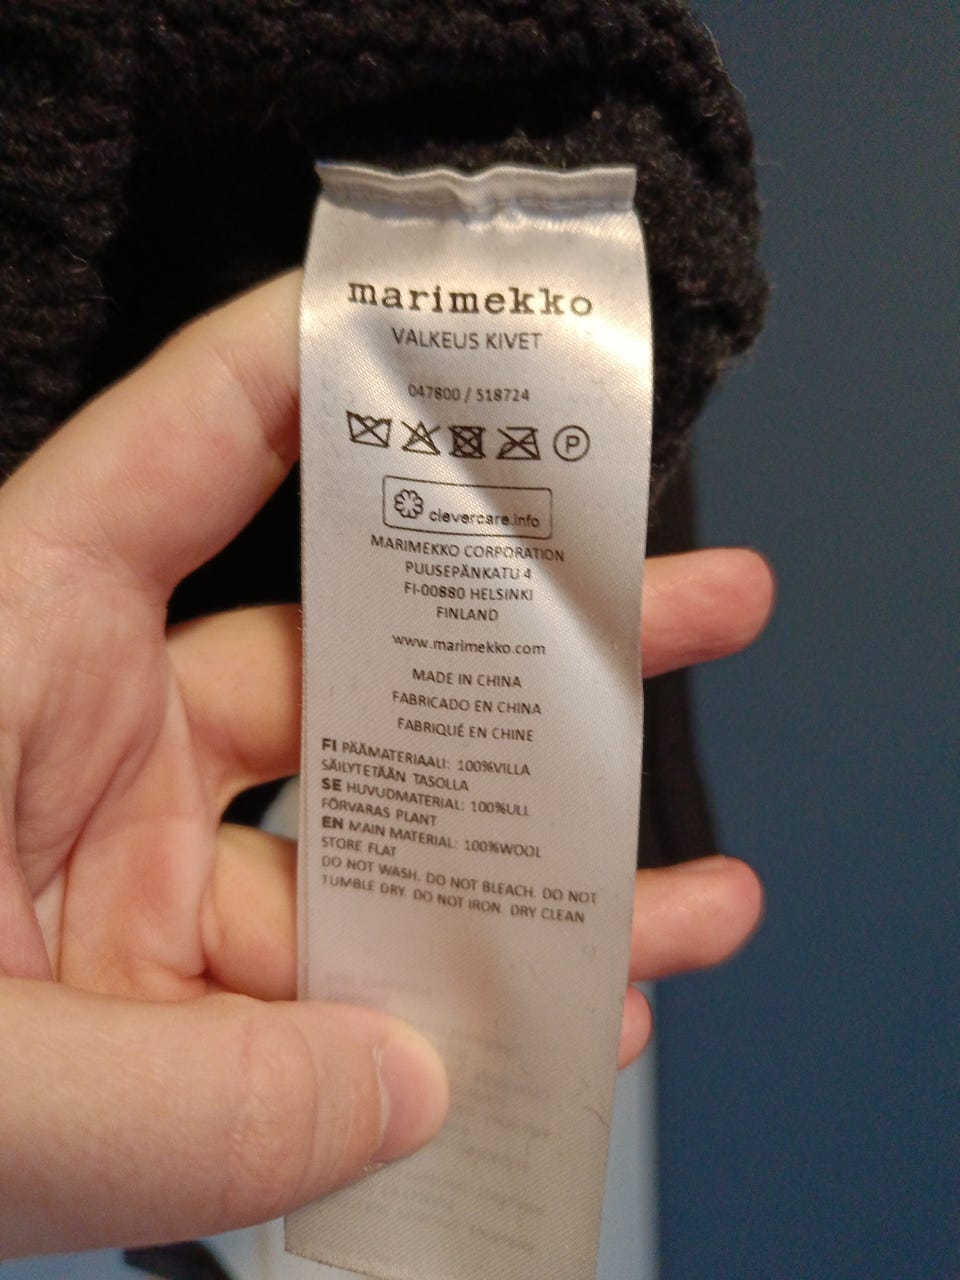 marimekko
VALKEUS KIVET
047800 / 518724
P
clevercare.info
MARIMEKKO CORPORATION
PUUSEPÄNKATU 4
FI-00880 HELSINKI
FINLAND
www.marimekko.com
MADE IN CHINA
FABRICADO EN CHINA
FABRIQUÉ EN CHINE
FI PÄÄMATERIAALI: 100%VILLA
SÄILYTETÄÄN TASOLLA
SE HUVUDMATERIAL: 100%ULL
FÖRVARAS PLANT
EN MAIN MATERIAL: 100%WOOL
STORE FLAT
DO NOT WASH. DO NOT BLEACH. DO NOT
TUMBLE DRY. DO NOT IRON. DRY CLEAN